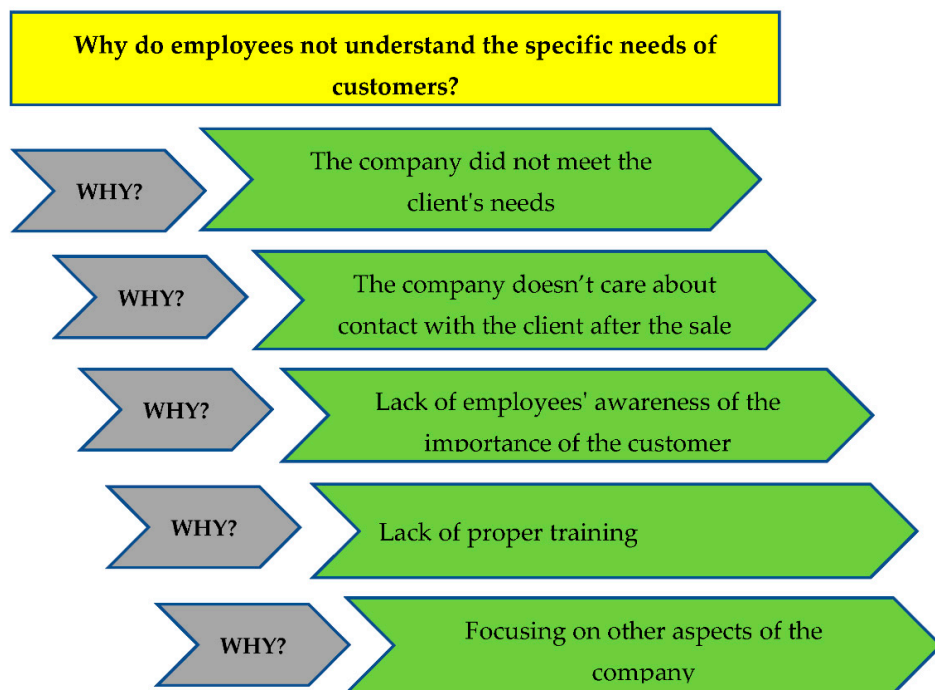 Why do employees not understand the specific needs of
customers?
WHY?
The company did not meet the
client's needs
WHY?
The company doesn’t care about
contact with the client after the sale
WHY?
Lack of employees' awareness of the
importance of the customer
WHY?
Lack of proper training
WHY?
Focusing on other aspects of the
company